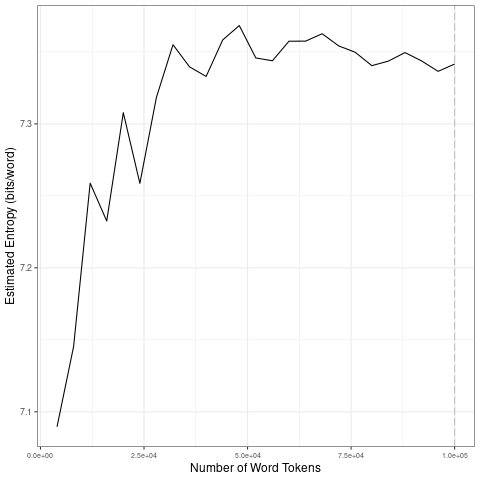 Estimated Entropy (bits/word)
7.3
7.2
7.1
0.0e+00 2.5e+04 5.0e+04 7.5e+04 1.0e+05
Number of Word Tokens